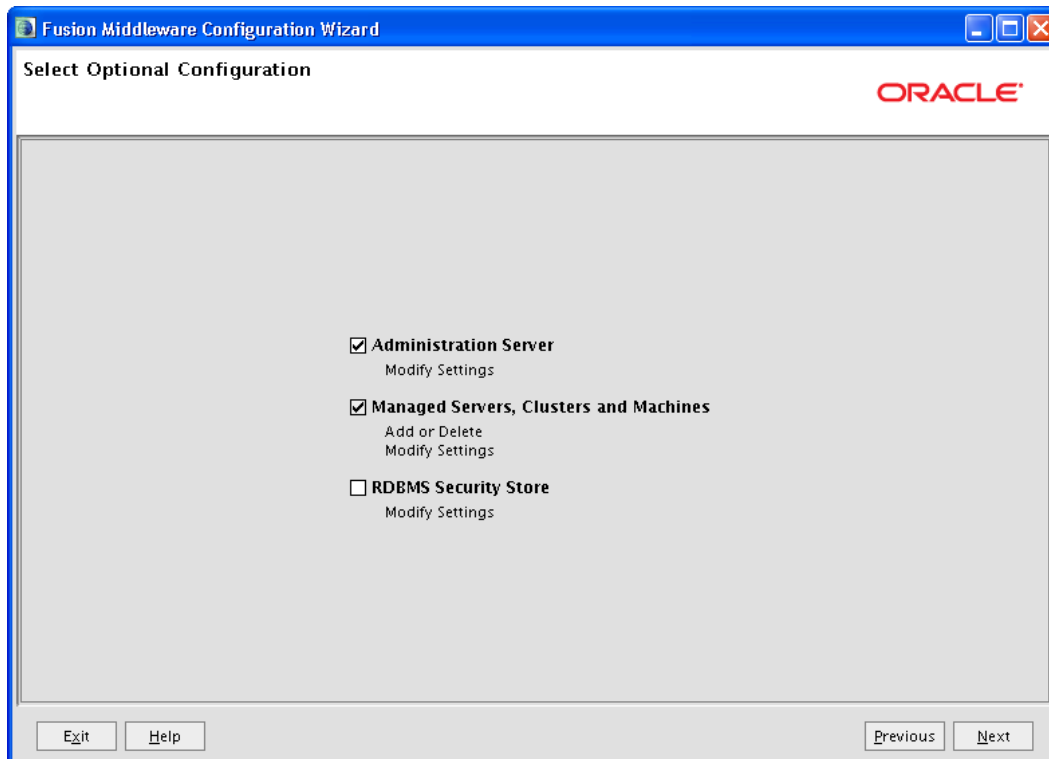 Fusion Middleware Configuration Wizard
Select Optional Configuration
ORACLE
Administration Server
Modify Settings
Managed Servers, Clusters and Machines
Add or Delete
Modify Settings
RDBMS Security Store
Modify Settings
Exit Help Previous Next